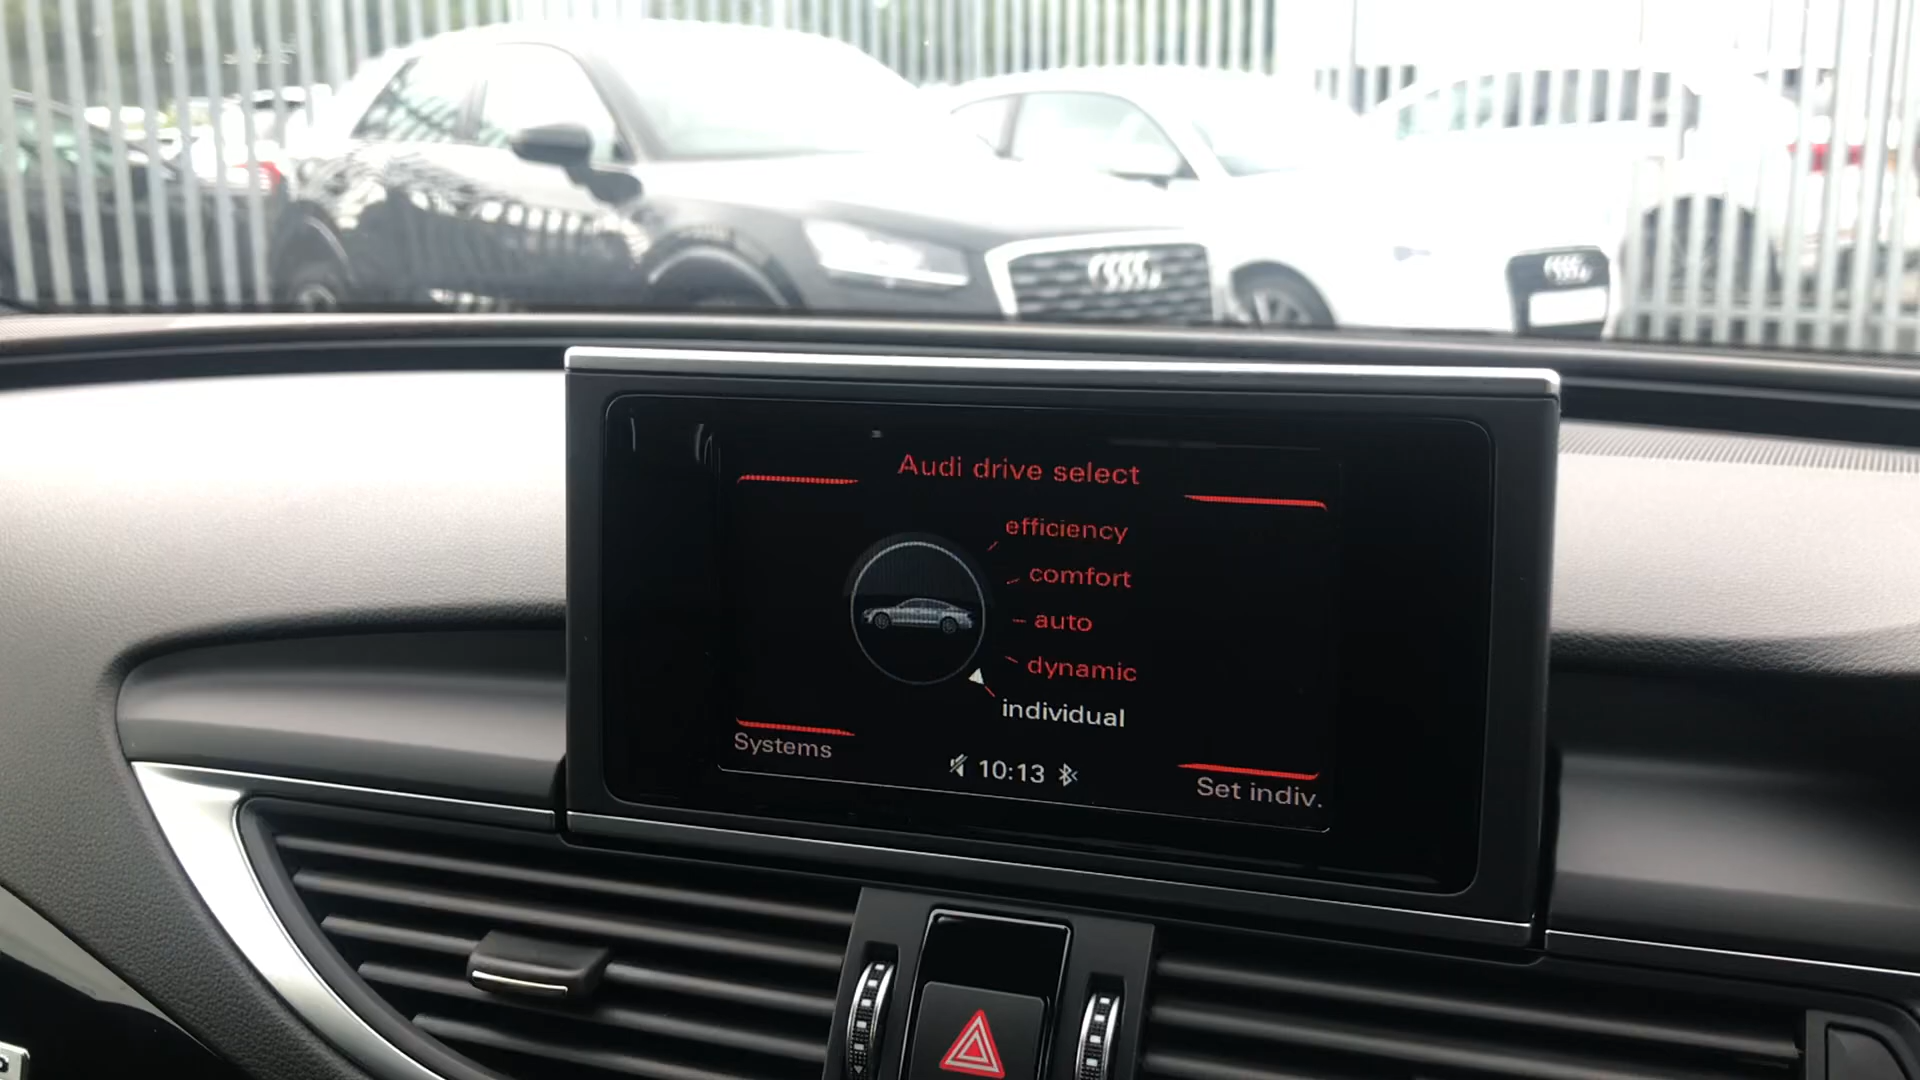 Audi drive select
efficiency
comfort
auto
dynamic
individual
Systems
10:13
Set indiv.